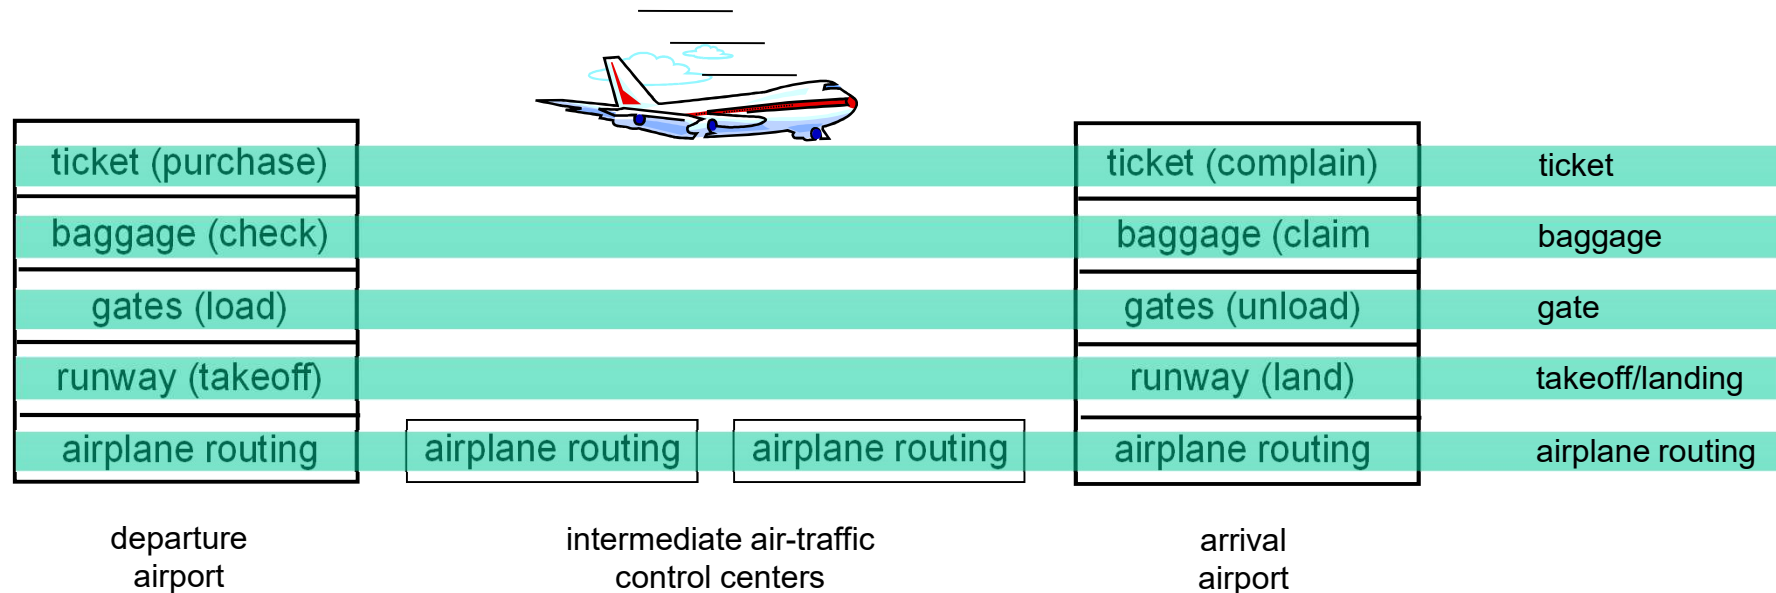 ticket (purchase) ticket (complain) ticket
baggage (check) baggage (claim baggage
gates (load) gates (unload) gate
runway (takeoff) runway (land) takeoff/landing
airplane routing airplane routing airplane routing airplane routing airplane routing
departure
airport
intermediate air-traffic
control centers
arrival
airport